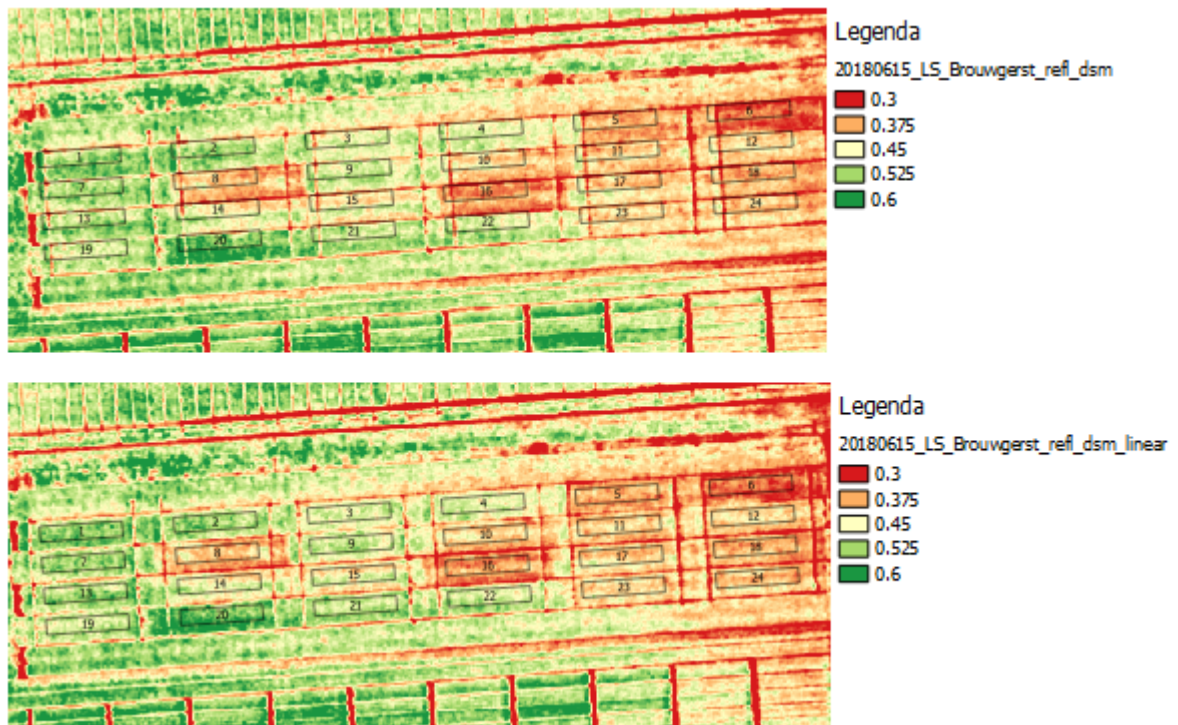 Legenda
20180615_LS_Brouwgerst_refl_dsm
0.3
0.375
0.45
0.525
0.6
1 2 3 4 5 6
7 8 9 10 11 12
13 14 15 16 17 18
19 20 21 22 23 24
Legenda
20180615_LS_Brouwgerst_refl_dsm_linear
0.3
0.375
0.45
0.525
0.6
1 2 3 4 5 6
7 8 9 10 11 12
13 14 15 16 17 18
19 20 21 22 23 24